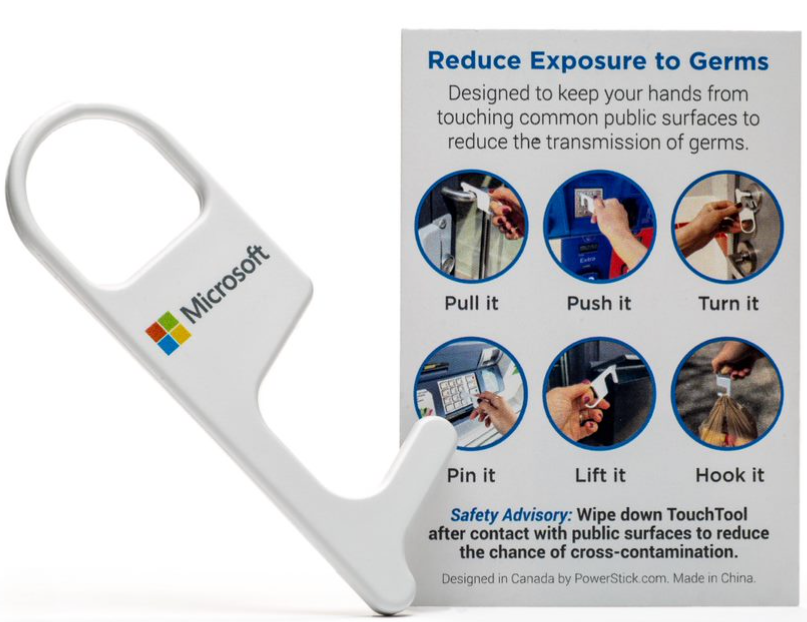 Microsoft
Reduce Exposure to Germs
Designed to keep your hands from
touching common public surfaces to
reduce the transmission of germs.
Pull it
Push it
Turn it
Pin it
Lift it
Hook it
Safety Advisory: Wipe down TouchTool
after contact with public surfaces to reduce
the chance of cross-contamination.
Designed in Canada by PowerStick.com. Made in China.